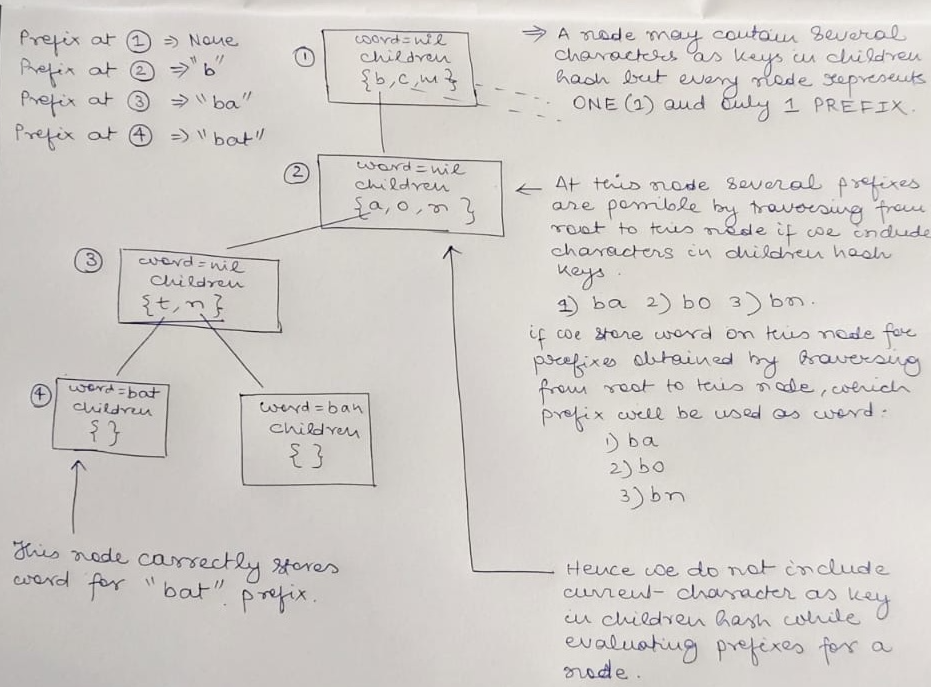 Prefix at ① ⇒ None
Prefix at ② ⇒ "b"
Prefix at ③ ⇒ "ba"
Prefix at ④ ⇒ "bat"
①
word=nil
children
{b,c,m}
⇒ A node may contain several
characters as keys in children
hash but every node represents
ONE (1) and only 1 PREFIX.
②
word=nil
children
{a,o,n}
← At this node several prefixes
are possible by traversing from
root to this node if we include
characters in children hash
keys.
1) ba 2) bo 3) bn.
if we store word on this node for
prefixes obtained by traversing
from root to this node, which
prefix will be used as word:
1) ba
2) bo
3) bn
③
word=nil
children
{t,n}
④
word=bat
children
{ }
word=ban
children
{ }
This node correctly stores
word for "bat" prefix.
Hence we do not include
current character as key
in children hash while
evaluating prefixes for a
node.